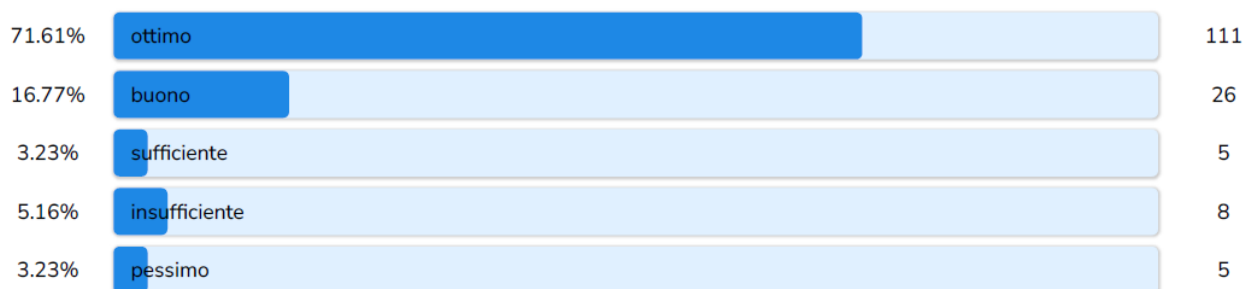 71.61% ottimo 111
16.77% buono 26
3.23% sufficiente 5
5.16% insufficiente 8
3.23% pessimo 5